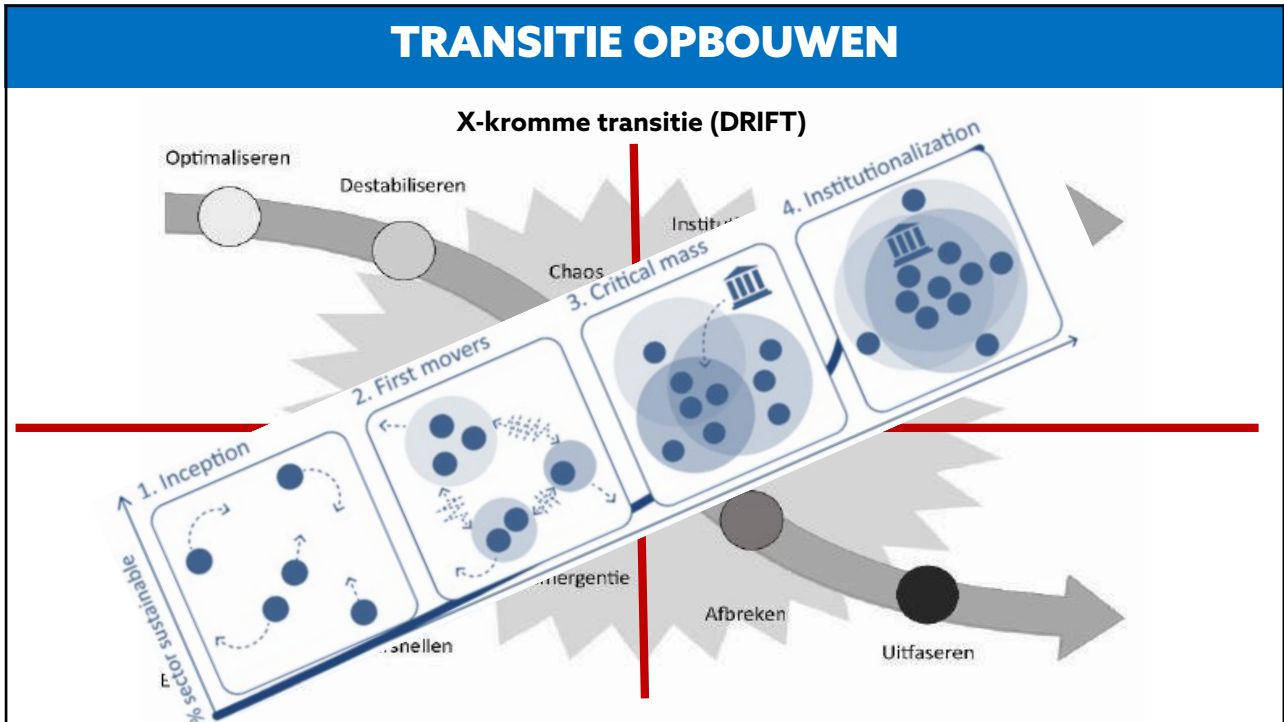 TRANSITIE OPBOUWEN
X-kromme transitie (DRIFT)
Optimaliseren
Destabiliseren
Chaos
4. Institutionalization
3. Critical mass
2. First movers
1. Inception
% sector sustainable
Afbreken
Uitfaseren